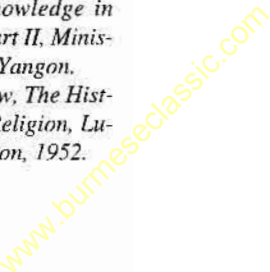 nowledge in
rt II, Minis-
Yangon.
w, The Hist-
Religion, Lu-
on, 1952.
www.burmeseclassic.com